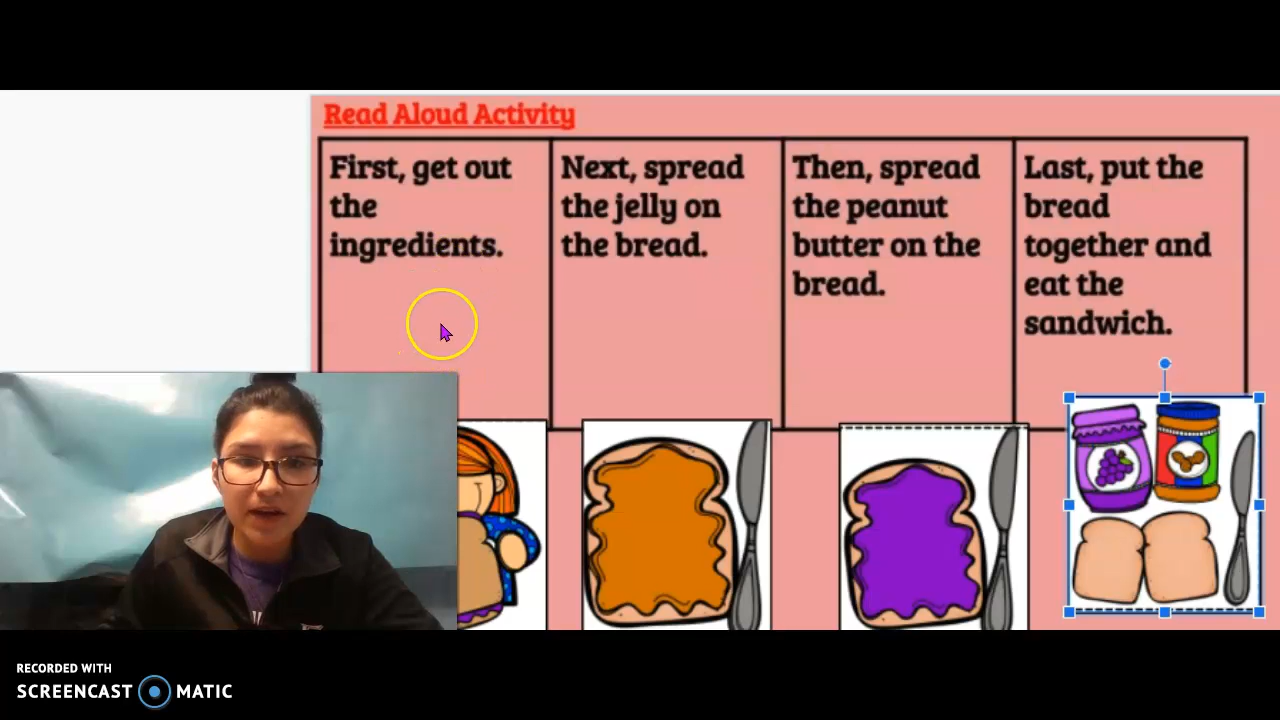 Read Aloud Activity
First, get out
the
ingredients.
Next, spread
the jelly on
the bread.
Then, spread
the peanut
butter on the
bread.
Last, put the
bread
together and
eat the
sandwich.
RECORDED WITH
SCREENCAST MATIC